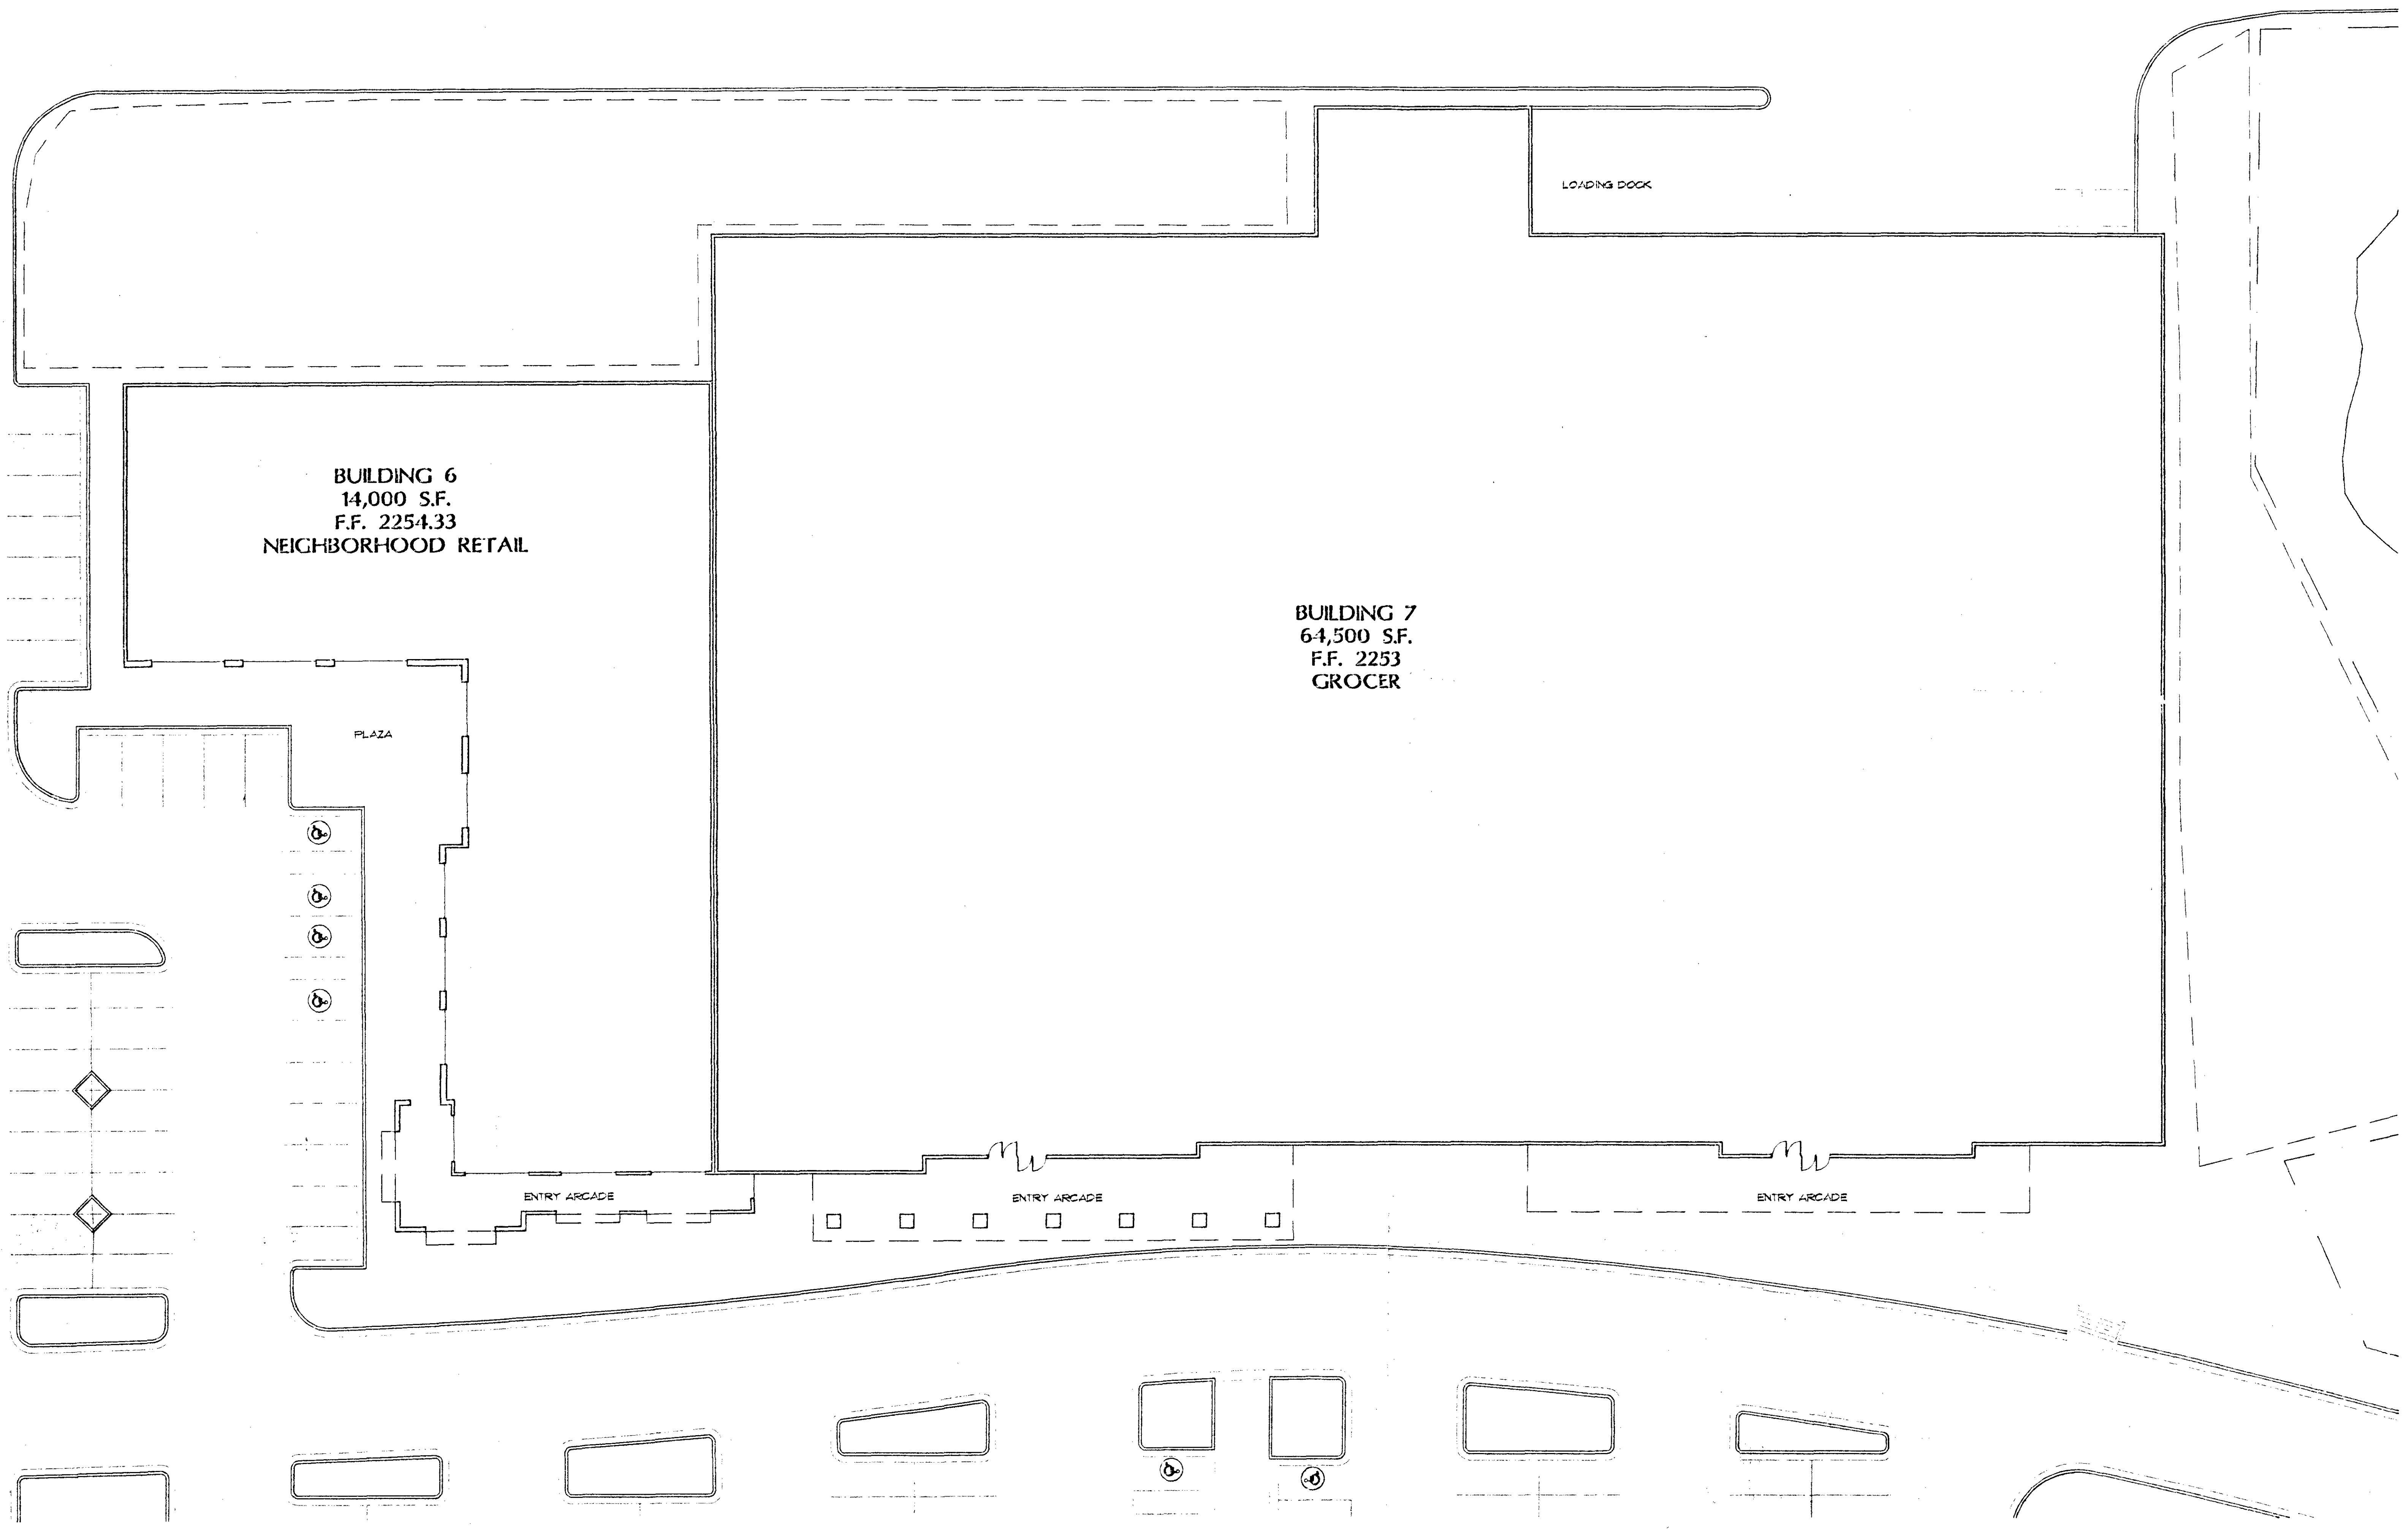 LOADING DOCK
BUILDING 6
14,000 S.F.
F.F. 2254.33
NEIGHBORHOOD RETAIL
BUILDING 7
64,500 S.F.
F.F. 2253
GROCER
PLAZA
ENTRY ARCADE
ENTRY ARCADE
ENTRY ARCADE